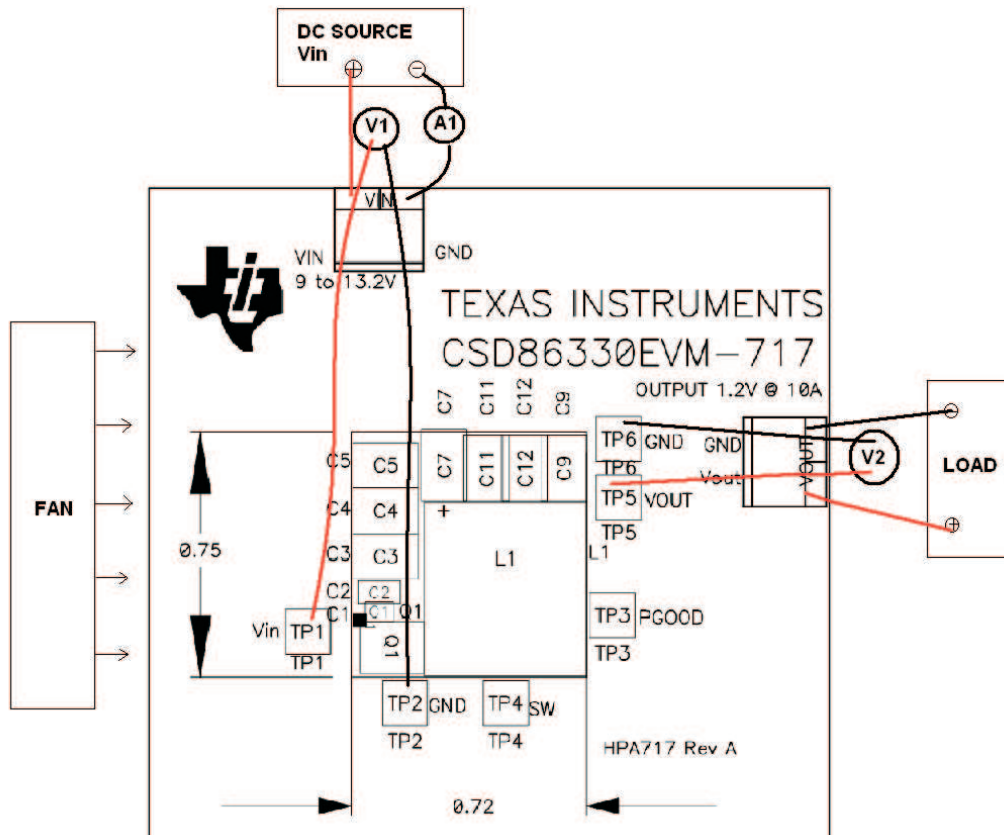 DC SOURCE
Vin
V1
A1
VIN
VIN
GND
9 to 13.2V
TEXAS INSTRUMENTS
CSD86330EVM-717
OUTPUT 1.2V @ 10A
C7
C11
C12
C9
C5
C5
C7
C11
C12
C9
TP6
GND
TP6
GND
VOUT
V2
LOAD
Vout
TP5
VOUT
TP5
FAN
C4
C4
+
0.75
C3
C3
L1
L1
C2
C2
C1
C1
Q1
Q1
Vin
TP1
TP1
TP3
PGOOD
TP3
TP2
GND
TP2
TP4
SW
TP4
HPA717 Rev A
0.72